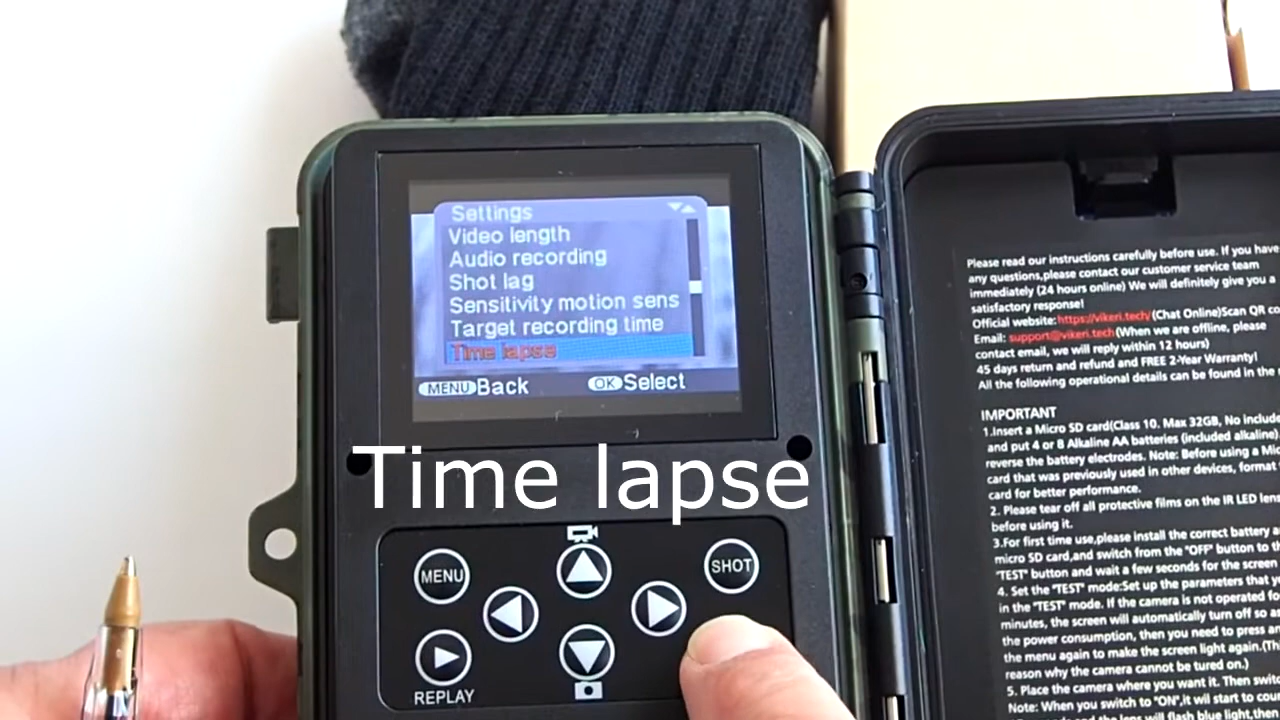 Settings
Video length
Audio recording
Shot lag
Sensitivity motion sens
Target recording time
Time lapse
MENU Back
OK Select
Time lapse
MENU
SHOT
REPLAY
Please read our instructions carefully before use. If you have
any questions,please contact our customer service team
immediately (24 hours online) We will definitely give you a
satisfactory response!
Official website: https://vikeri.tech/ (Chat Online)Scan QR co
Email: support@vikeri.tech (When we are offline, please
contact email, we will reply within 12 hours)
45 days return and refund and FREE 2-Year Warranty!
All the following operational details can be found in the
IMPORTANT
1.Insert a Micro SD card(Class 10. Max 32GB, No include
and put 4 or 8 Alkaline AA batteries (included alkaline)
reverse the battery electrodes. Note: Before using a Mic
card that was previously used in other devices, format
card for better performance.
2. Please tear off all protective films on the IR LED lens
before using it.
3.For first time use,please install the correct battery a
micro SD card,and switch from the "OFF" button to th
"TEST" button and wait a few seconds for the screen
4. Set the "TEST" mode:Set up the parameters that y
in the "TEST" mode. If the camera is not operated fo
minutes, the screen will automatically turn off so a
the power consumption, then you need to press an
the menu again to make the screen light again.(Thi
reason why the camera cannot be turned on.)
5. Place the camera where you want it. Then switc
Note: When you switch to "ON",it will start to cour
will flash blue light,then